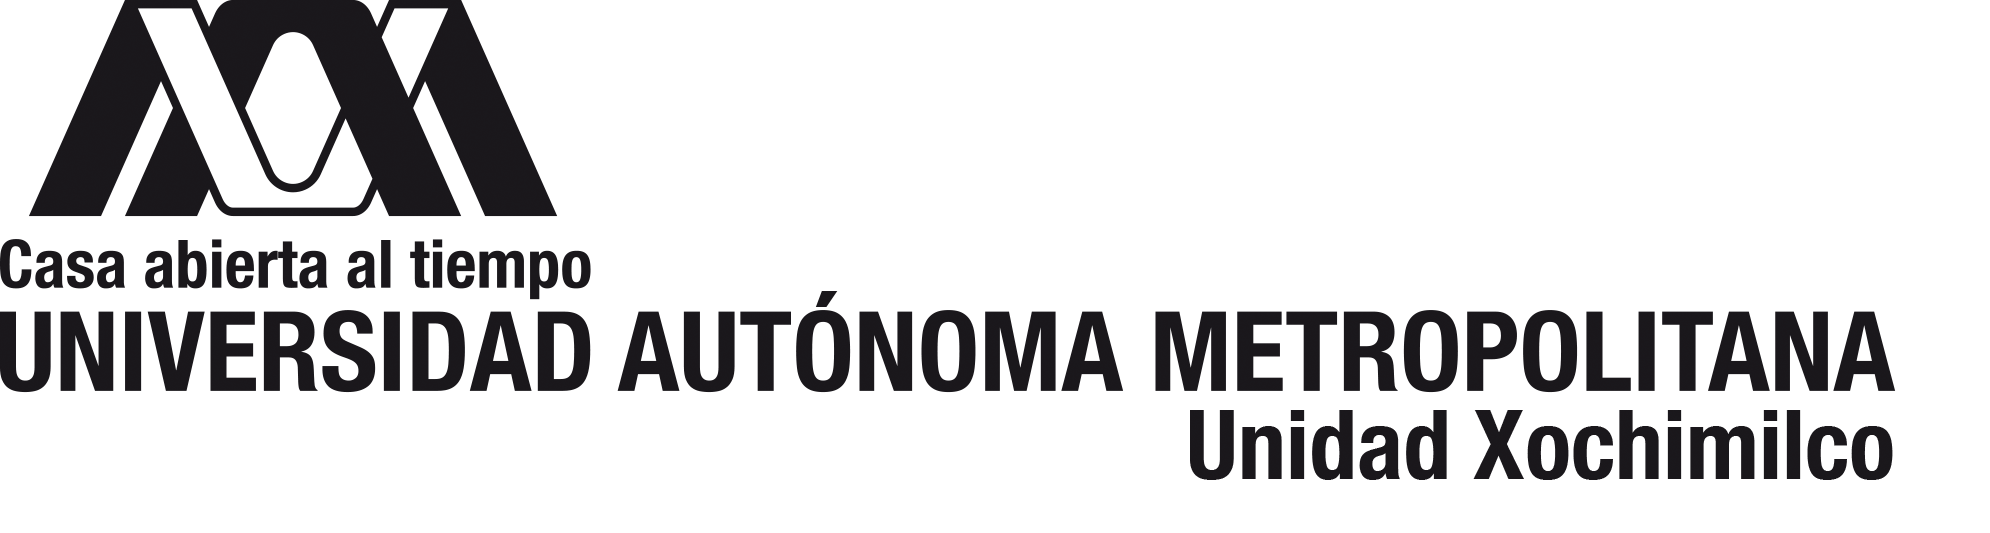 Casa abierta al tiempo
UNIVERSIDAD AUTÓNOMA METROPOLITANA
Unidad Xochimilco